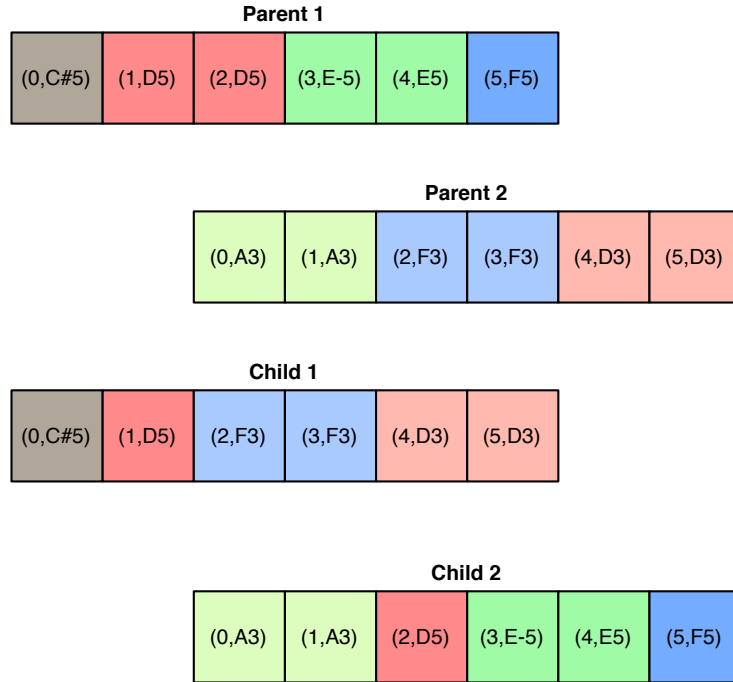 Parent 1
(0,C#5) (1,D5) (2,D5) (3,E-5) (4,E5) (5,F5)
Parent 2
(0,A3) (1,A3) (2,F3) (3,F3) (4,D3) (5,D3)
Child 1
(0,C#5) (1,D5) (2,F3) (3,F3) (4,D3) (5,D3)
Child 2
(0,A3) (1,A3) (2,D5) (3,E-5) (4,E5) (5,F5)